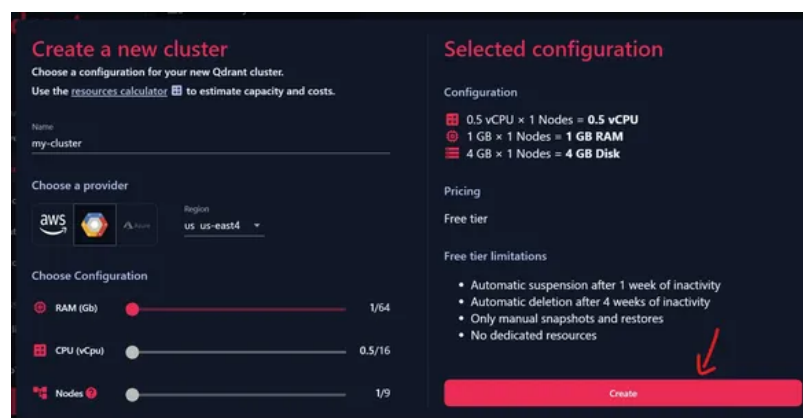 Create a new cluster
Choose a configuration for your new Qdrant cluster.
Use the resources calculator to estimate capacity and costs.
Name
my-cluster
Choose a provider
aws
Azure
Region
us us-east4
Choose Configuration
RAM (Gb)
1/64
CPU (vCpu)
0.5/16
Nodes ?
1/9
Selected configuration
Configuration
0.5 vCPU × 1 Nodes = 0.5 vCPU
1 GB × 1 Nodes = 1 GB RAM
4 GB × 1 Nodes = 4 GB Disk
Pricing
Free tier
Free tier limitations
• Automatic suspension after 1 week of inactivity
• Automatic deletion after 4 weeks of inactivity
• Only manual snapshots and restores
• No dedicated resources
Create